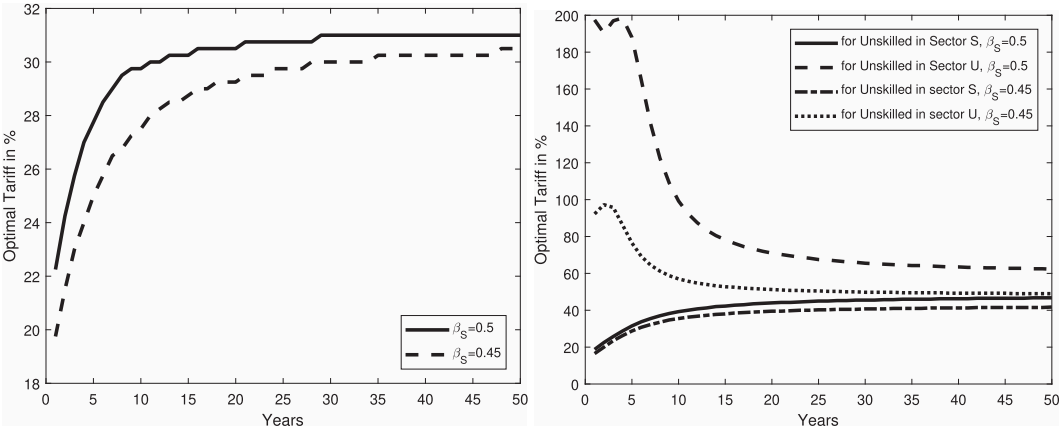 Optimal Tariff in %
32
30
28
26
24
22
20
18
0 5 10 15 20 25 30 35 40 45 50
Years
β_S=0.5
β_S=0.45
Optimal Tariff in %
200
180
160
140
120
100
80
60
40
20
0
0 5 10 15 20 25 30 35 40 45 50
Years
for Unskilled in Sector S, β_S=0.5
for Unskilled in Sector U, β_S=0.5
for Unskilled in sector S, β_S=0.45
for Unskilled in sector U, β_S=0.45